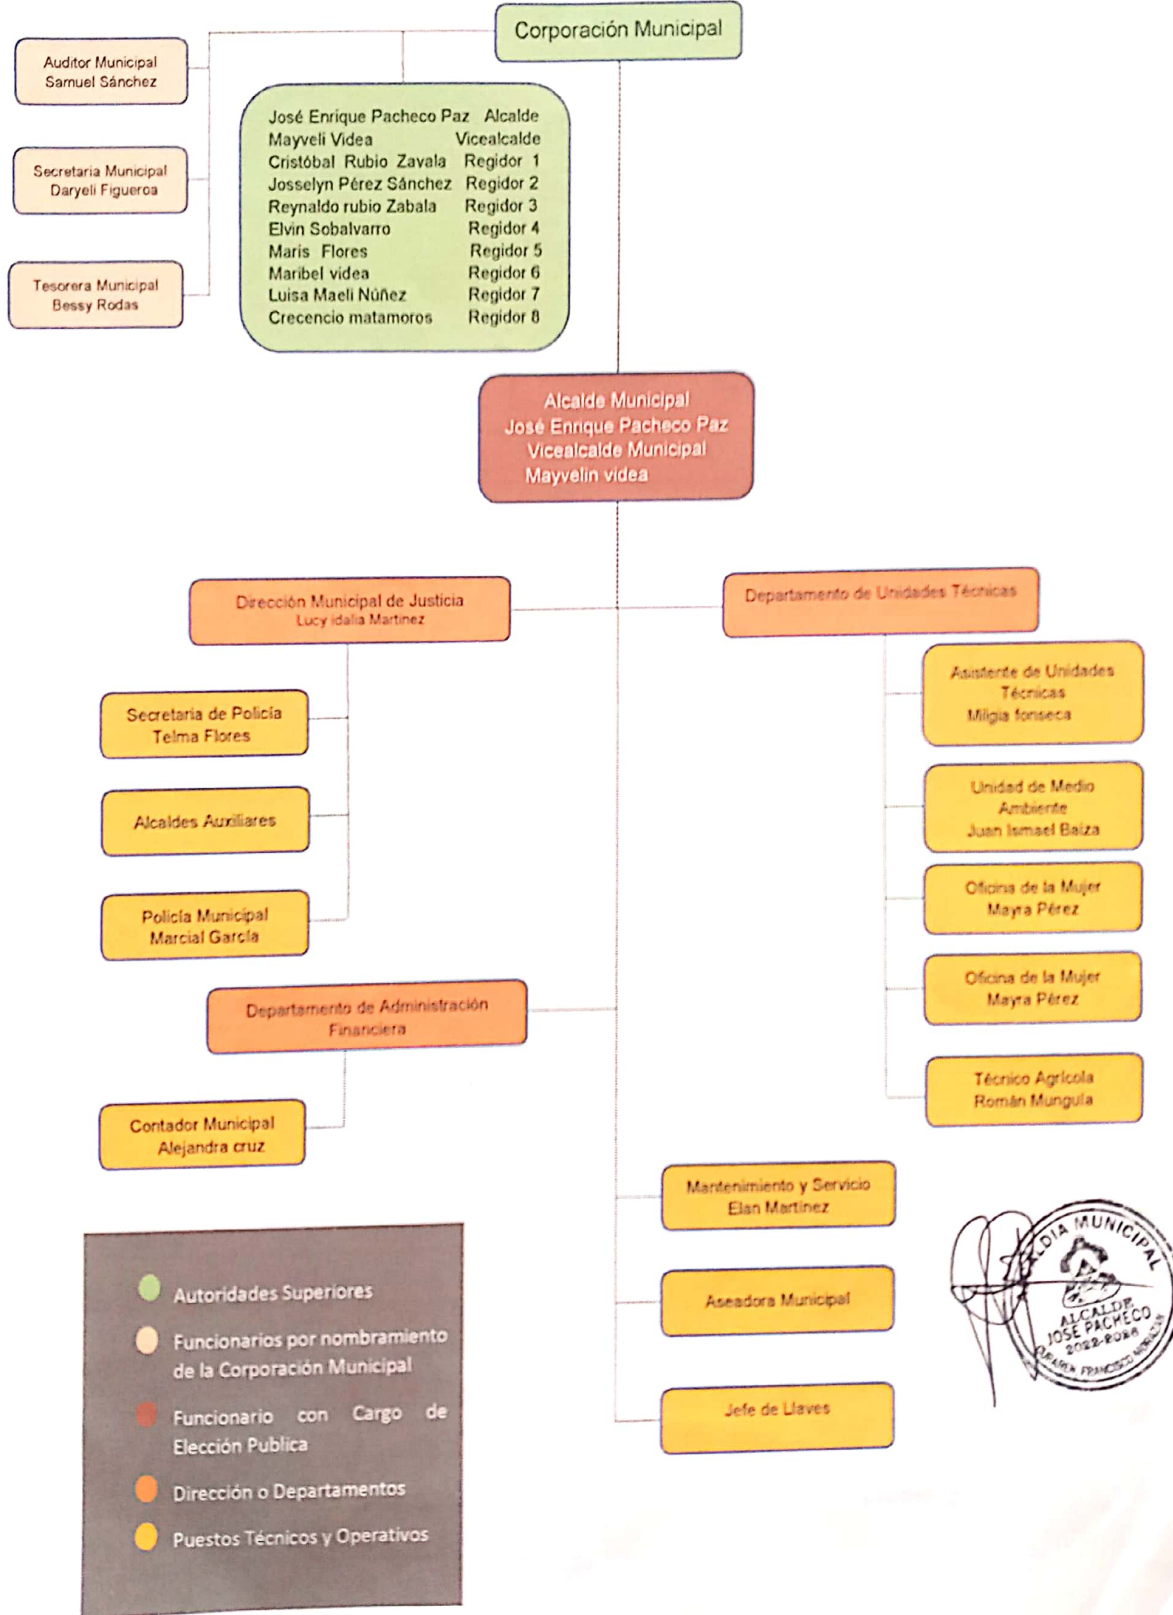 Corporación Municipal
Auditor Municipal
Samuel Sánchez
Secretaria Municipal
Daryeli Figueroa
Tesorera Municipal
Bessy Rodas
José Enrique Pacheco Paz Alcalde
Mayveli Videa Vicealcalde
Cristóbal Rubio Zavala Regidor 1
Josselyn Pérez Sánchez Regidor 2
Reynaldo rubio Zabala Regidor 3
Elvin Sobalvarro Regidor 4
Maris Flores Regidor 5
Maribel videa Regidor 6
Luisa Maeli Núñez Regidor 7
Crecencio matamoros Regidor 8
Alcalde Municipal
José Enrique Pacheco Paz
Vicealcalde Municipal
Mayvelin videa
Dirección Municipal de Justicia
Lucy idalia Martinez
Departamento de Unidades Técnicas
Secretaria de Policía
Telma Flores
Alcaldes Auxiliares
Policía Municipal
Marcial García
Asistente de Unidades
Técnicas
Miligia fonseca
Unidad de Medio
Ambiente
Juan Ismael Baiza
Oficina de la Mujer
Mayra Pérez
Oficina de la Mujer
Mayra Pérez
Técnico Agrícola
Román Munguía
Departamento de Administración
Financiera
Contador Municipal
Alejandra cruz
Mantenimiento y Servicio
Elan Martinez
Aseadora Municipal
Jefe de Llaves
Autoridades Superiores
Funcionarios por nombramiento
de la Corporación Municipal
Funcionario con Cargo de
Elección Publica
Dirección o Departamentos
Puestos Técnicos y Operativos
MUNICIPAL
ALCALDE
JOSE PACHECO
2022-2026
FRANCISCO